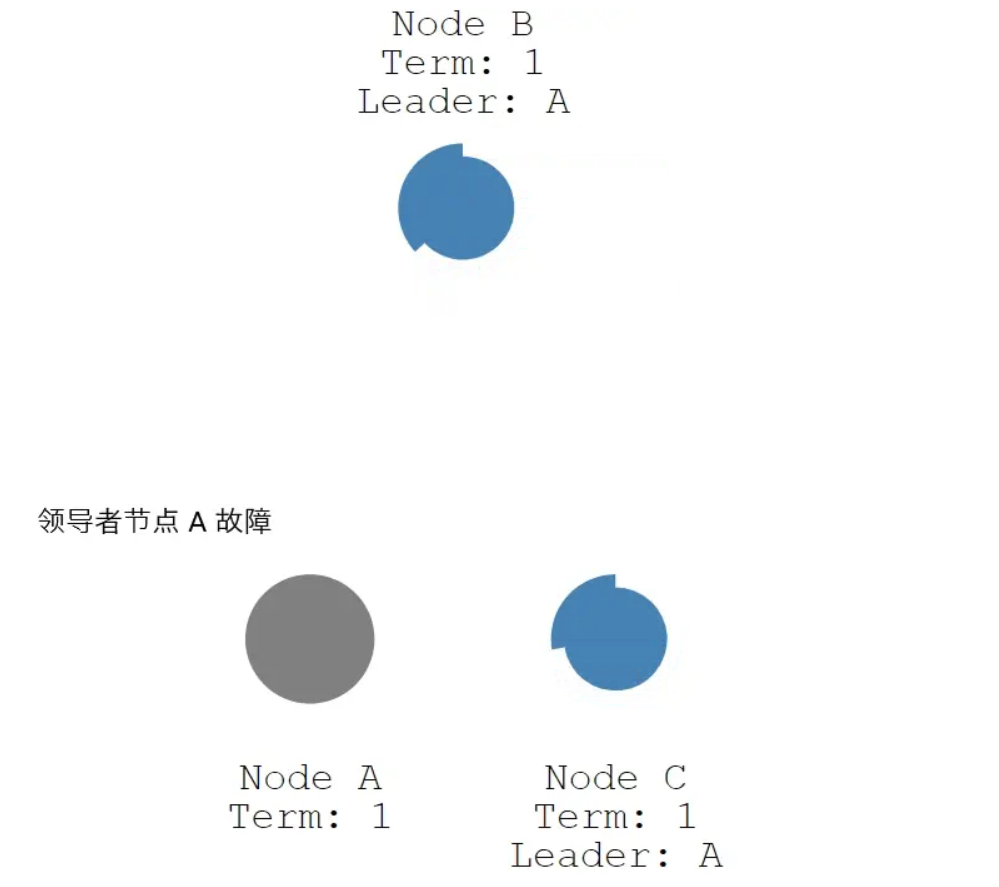 Node B
Term: 1
Leader: A
领导者节点 A 故障
Node A
Term: 1
Node C
Term: 1
Leader: A